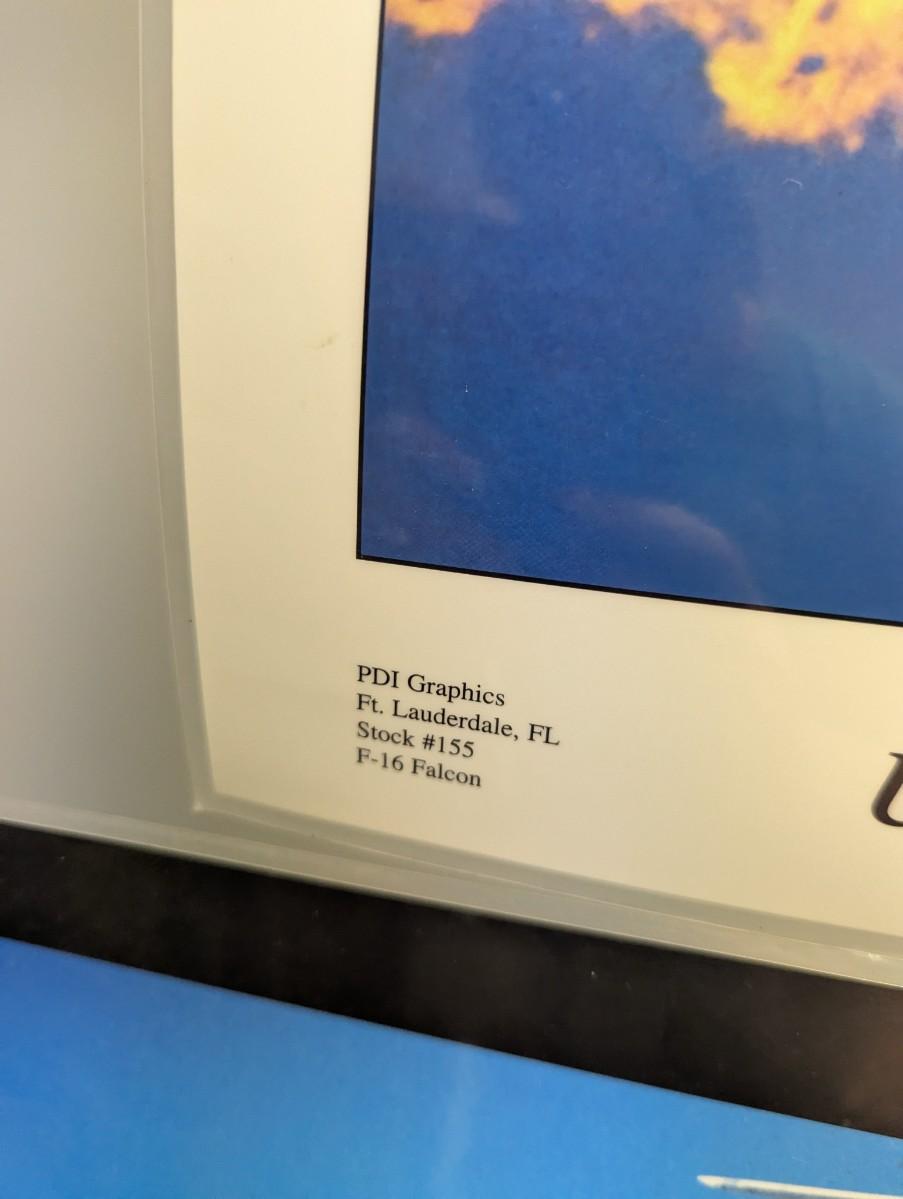 PDI Graphics
Ft. Lauderdale, FL
Stock #155
F-16 Falcon